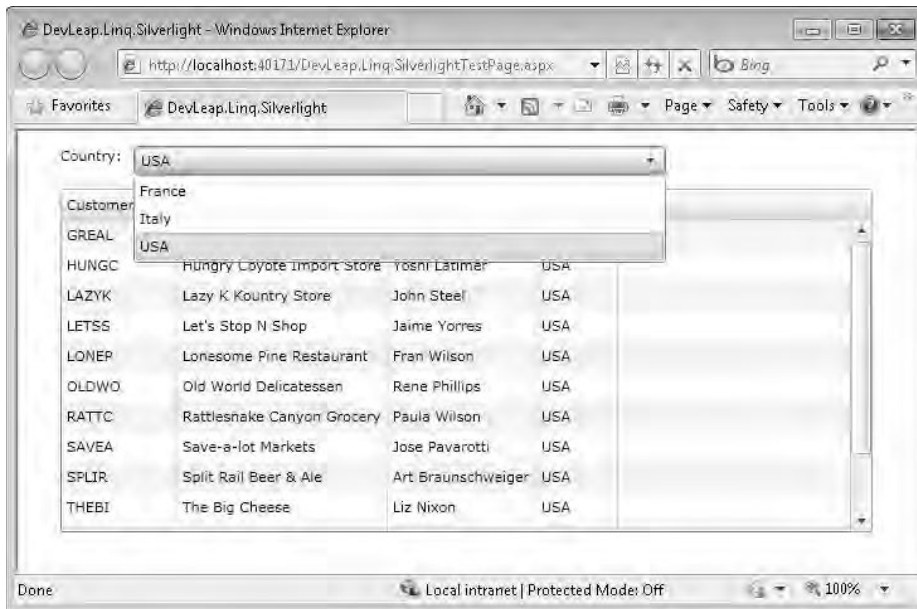 DevLeap.Linq.Silverlight - Windows Internet Explorer
http://localhost:40171/DevLeap.Linq.SilverlightTestPage.aspx
Bing
Favorites
DevLeap.Linq.Silverlight
Page Safety Tools
Country: USA
France
Italy
USA
Customer
GREAL
HUNGC Hungry Coyote Import Store Yoshi Latimer USA
LAZYK Lazy K Kountry Store John Steel USA
LETSS Let's Stop N Shop Jaime Yorres USA
LONEP Lonesome Pine Restaurant Fran Wilson USA
OLDWO Old World Delicatessen Rene Phillips USA
RATTC Rattlesnake Canyon Grocery Paula Wilson USA
SAVEA Save-a-lot Markets Jose Pavarotti USA
SPLIR Split Rail Beer & Ale Art Braunschweiger USA
THEBI The Big Cheese Liz Nixon USA
Done
Local intranet | Protected Mode: Off
100%